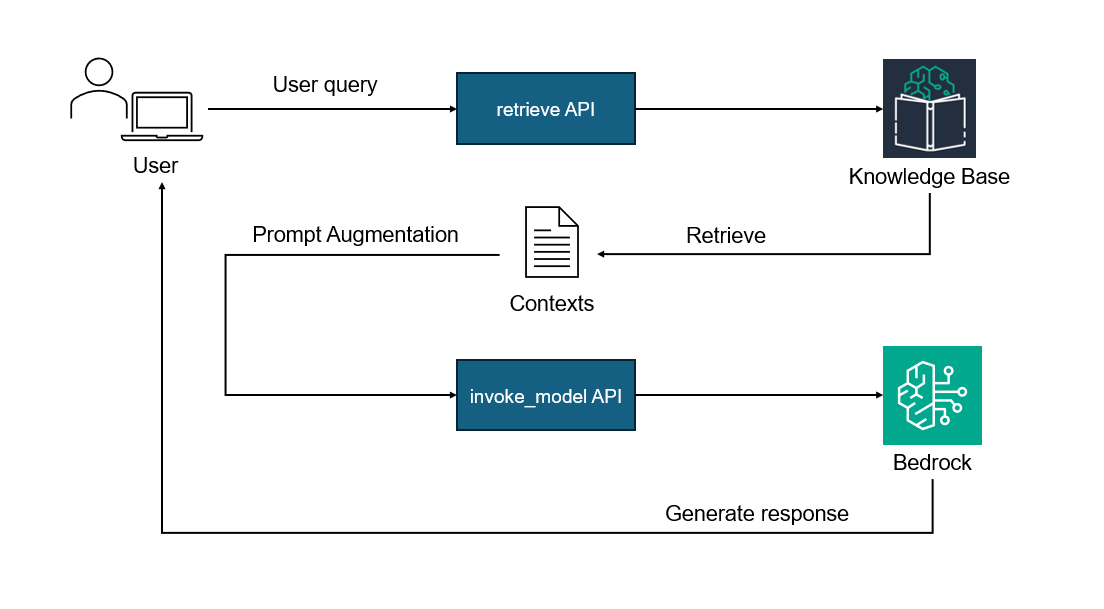 User query
retrieve API
User
Knowledge Base
Prompt Augmentation
Retrieve
Contexts
invoke_model API
Bedrock
Generate response